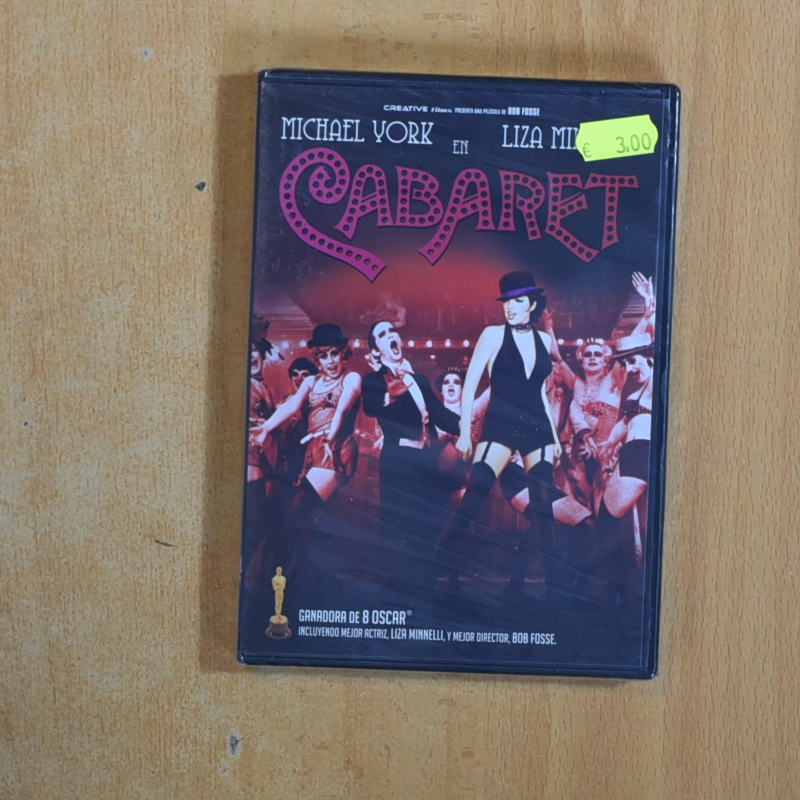 CREATIVE films PRESENTA UNA PELÍCULA DE BOB FOSSE
MICHAEL YORK EN LIZA
€ 3.00
CABARET
GANADORA DE 8 OSCAR®
INCLUYENDO MEJOR ACTRIZ, LIZA MINNELLI, Y MEJOR DIRECTOR, BOB FOSSE.